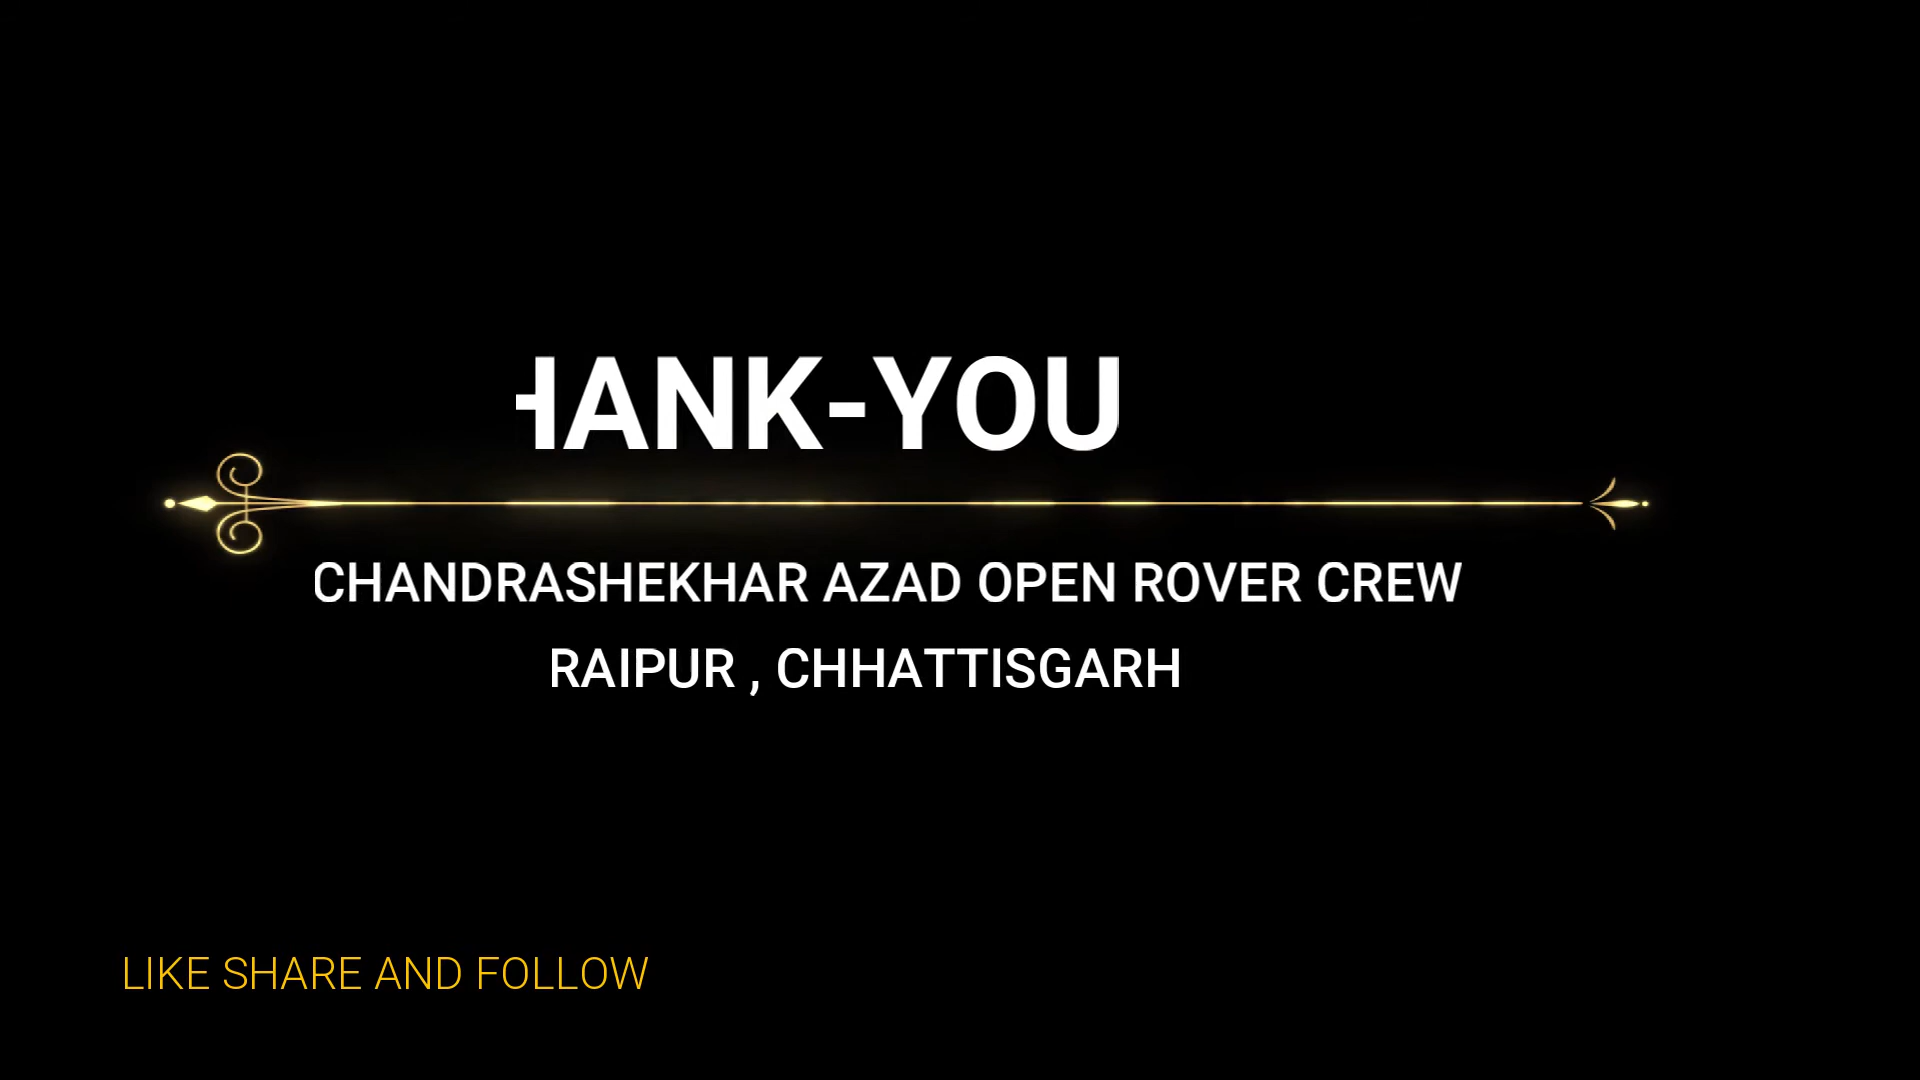 HANK-YOU
CHANDRASHEKHAR AZAD OPEN ROVER CREW
RAIPUR , CHHATTISGARH
LIKE SHARE AND FOLLOW